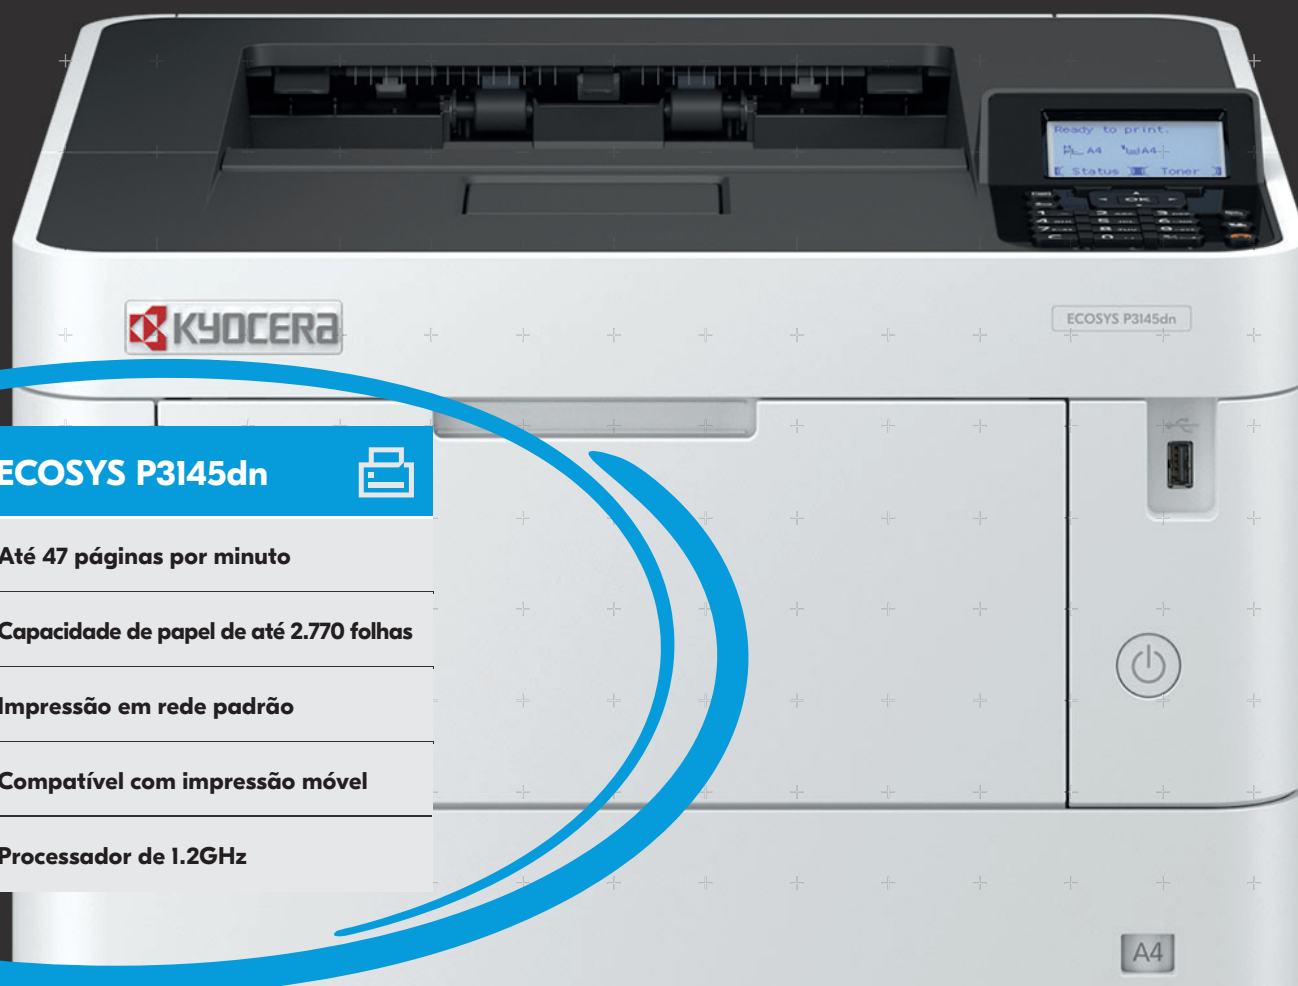 Ready to print.
A4 A4
Status Toner
OK
KYOCERA
ECOSYS P3145dn
ECOSYS P3145dn
Até 47 páginas por minuto
Capacidade de papel de até 2.770 folhas
Impressão em rede padrão
Compatível com impressão móvel
Processador de 1.2GHz
A4